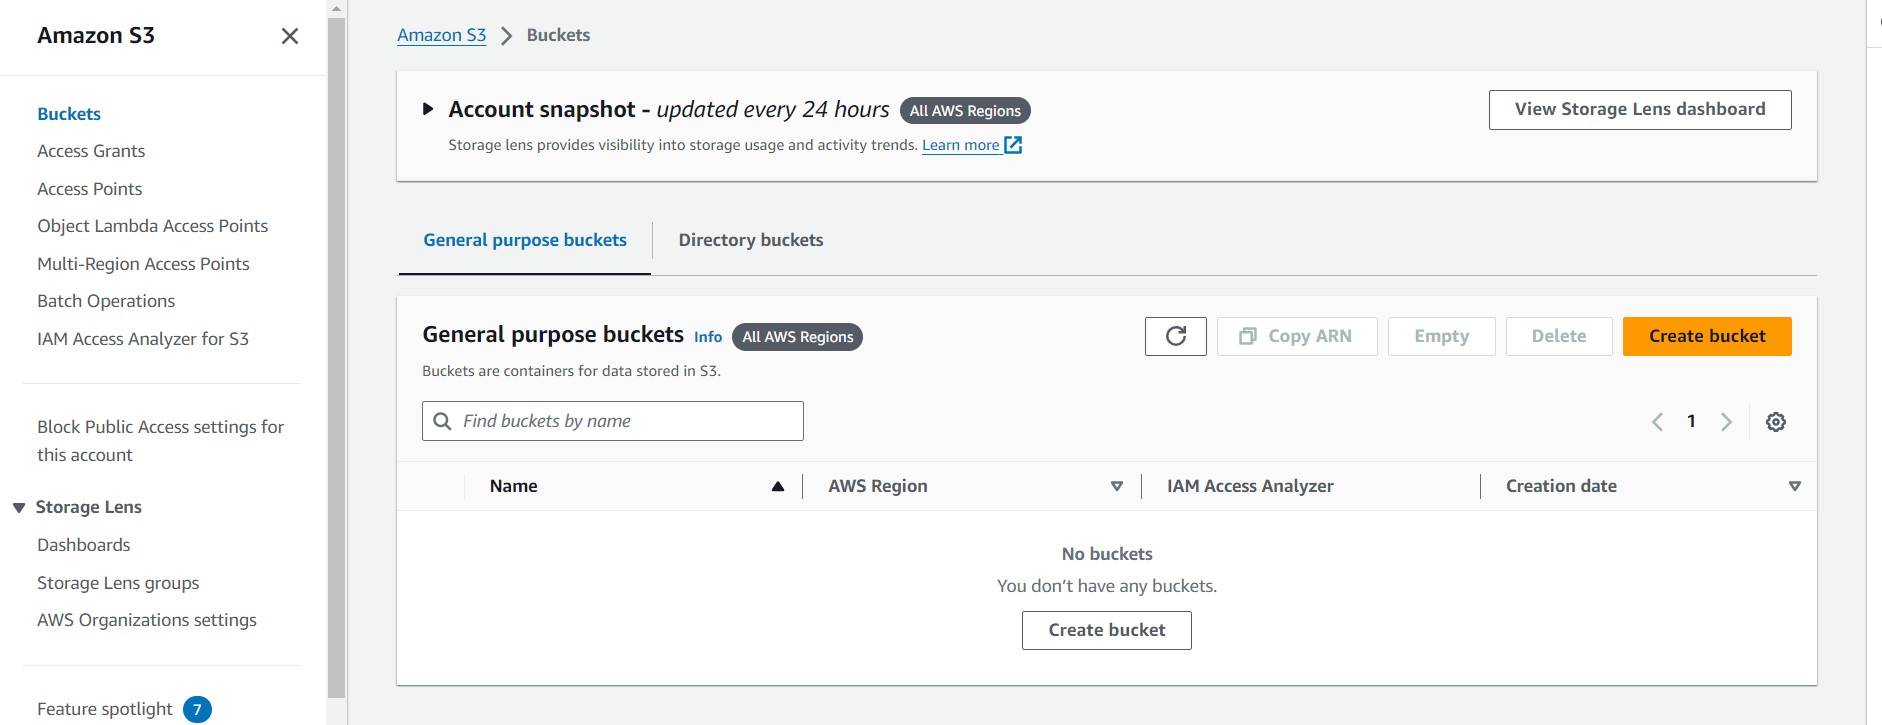 Amazon S3
Buckets
Access Grants
Access Points
Object Lambda Access Points
Multi-Region Access Points
Batch Operations
IAM Access Analyzer for S3
Block Public Access settings for
this account
Storage Lens
Dashboards
Storage Lens groups
AWS Organizations settings
Feature spotlight 7
Amazon S3 Buckets
Account snapshot - updated every 24 hours All AWS Regions
View Storage Lens dashboard
Storage lens provides visibility into storage usage and activity trends. Learn more
General purpose buckets Directory buckets
General purpose buckets Info All AWS Regions
Copy ARN Empty Delete Create bucket
Buckets are containers for data stored in S3.
Find buckets by name
1
Name AWS Region IAM Access Analyzer Creation date
No buckets
You don’t have any buckets.
Create bucket